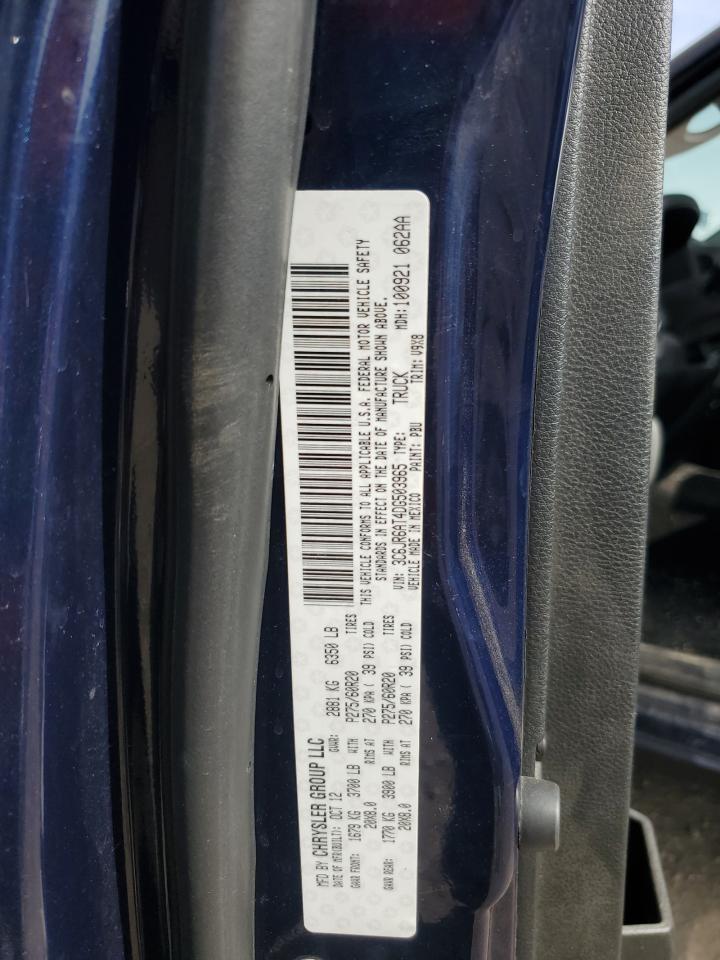 MFD BY CHRYSLER GROUP LLC
DATE OF MFR(BUILT): OCT 12 GVWR: 2881 KG 6350 LB
GAWR FRONT: 1679 KG 3700 LB WITH P275/60R20 TIRES
20X8.0 RIMS AT 270 KPA ( 39 PSI) COLD
GAWR REAR: 1770 KG 3900 LB WITH P275/60R20 TIRES
20X8.0 RIMS AT 270 KPA ( 39 PSI) COLD
THIS VEHICLE CONFORMS TO ALL APPLICABLE U.S.A. FEDERAL MOTOR VEHICLE SAFETY
STANDARDS IN EFFECT ON THE DATE OF MANUFACTURE SHOWN ABOVE.
VIN: 3C6JR6AT4DG503965 TYPE: TRUCK MDH:100921 062AA
VEHICLE MADE IN MEXICO PAINT: PBU TRIM: V9X8